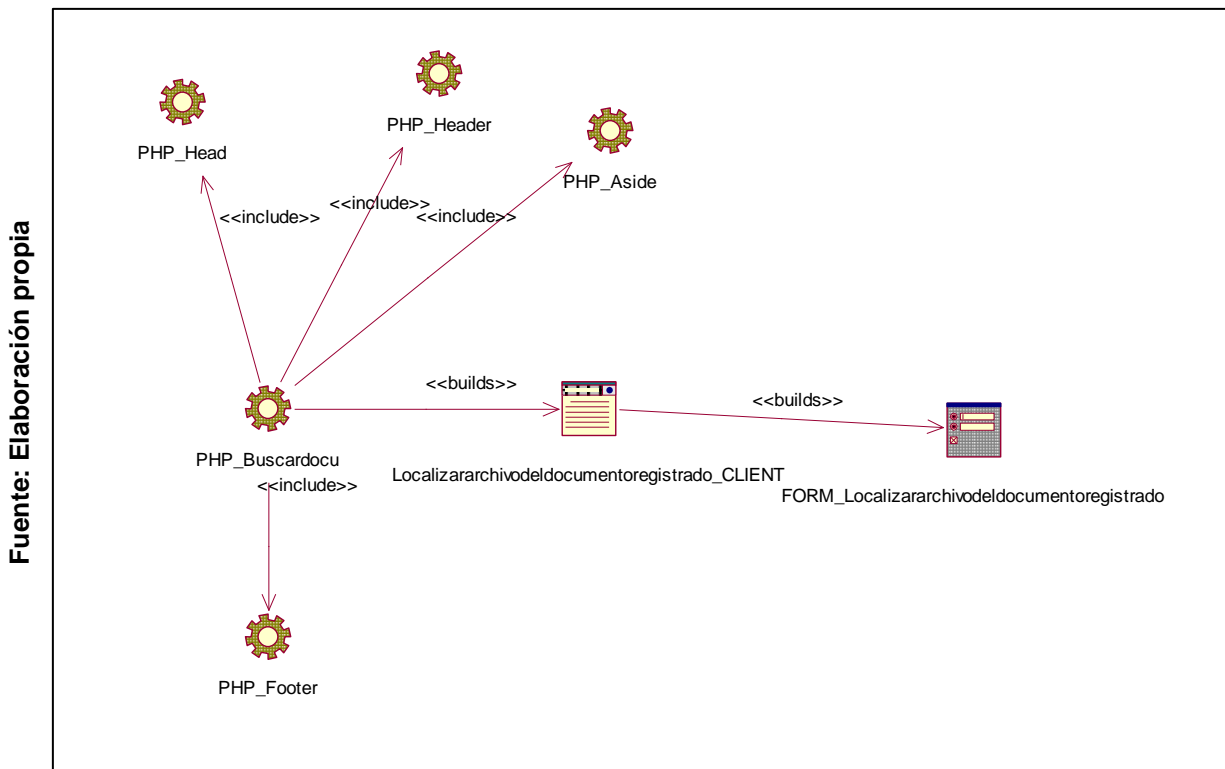 Fuente: Elaboración propia
PHP_Header
PHP_Head
PHP_Aside
<<include>>
<<include>>
<<include>>
<<builds>>
<<builds>>
PHP_Buscardocu
Localizararchivodeldocumentoregistrado_CLIENT
<<include>>
FORM_Localizararchivodeldocumentoregistrado
PHP_Footer